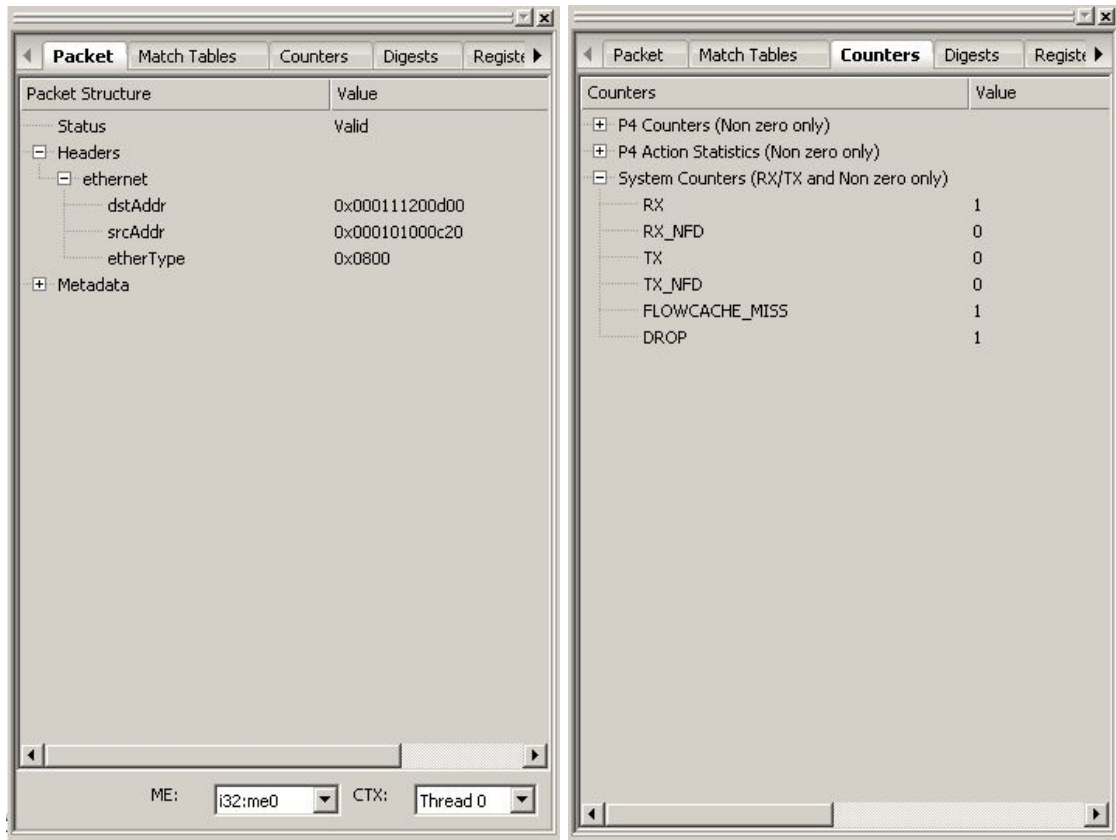 Packet Match Tables Counters Digests Registe
Packet Structure Value
Status Valid
Headers
ethernet
dstAddr 0x000111200d00
srcAddr 0x000101000c20
etherType 0x0800
Metadata
ME: i32:me0 CTX: Thread 0
Packet Match Tables Counters Digests Registe
Counters Value
P4 Counters (Non zero only)
P4 Action Statistics (Non zero only)
System Counters (RX/TX and Non zero only)
RX 1
RX_NFD 0
TX 0
TX_NFD 0
FLOWCACHE_MISS 1
DROP 1